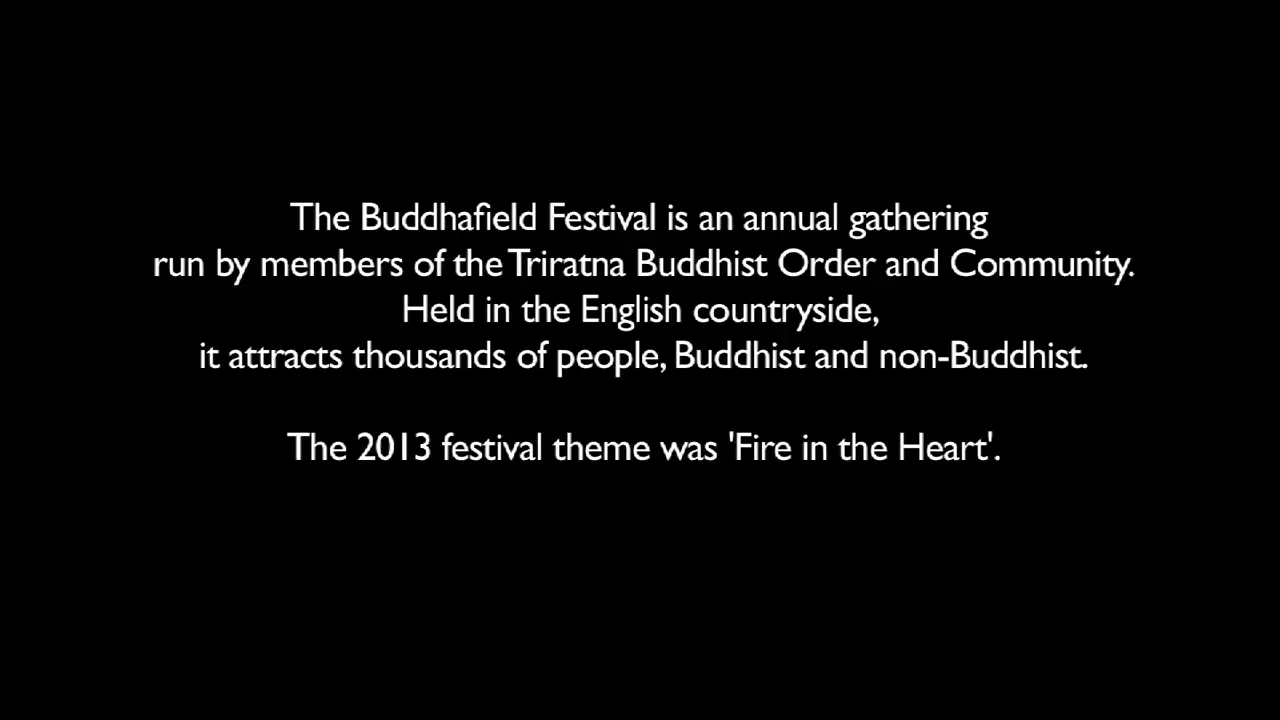 The Buddhafield Festival is an annual gathering
run by members of the Triratna Buddhist Order and Community.
Held in the English countryside,
it attracts thousands of people, Buddhist and non-Buddhist.
The 2013 festival theme was 'Fire in the Heart'.